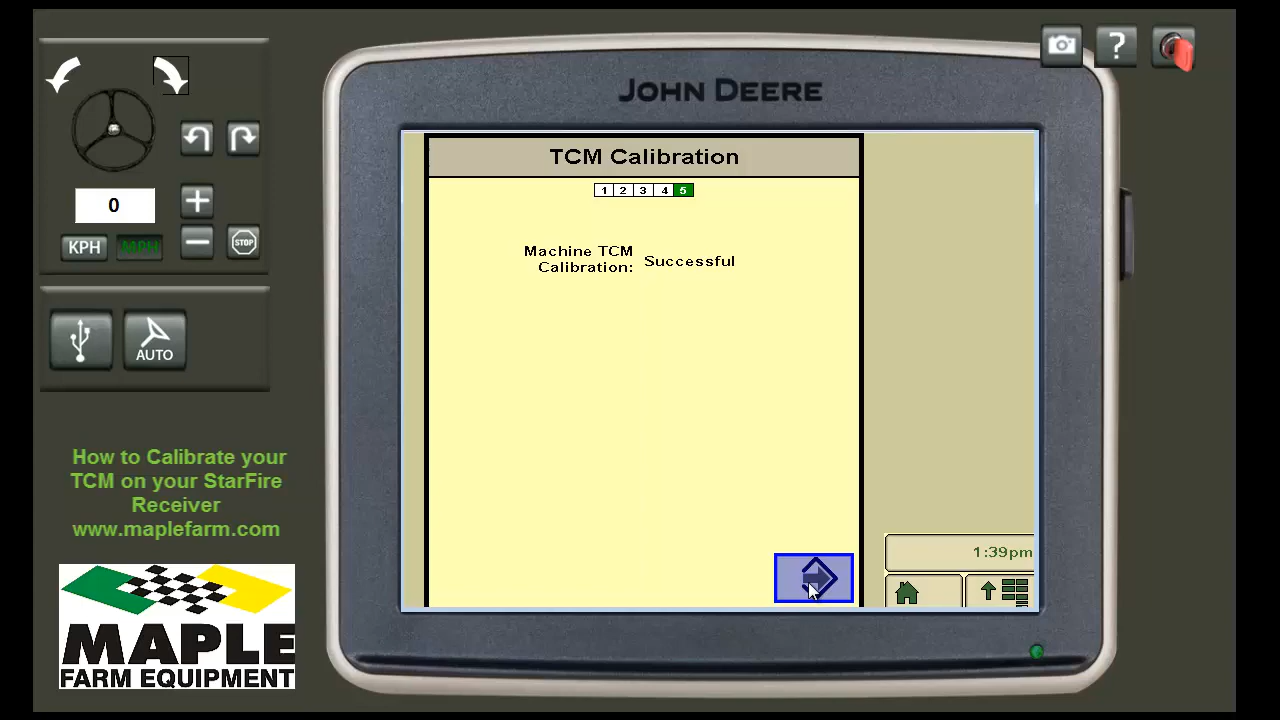 JOHN DEERE
?
TCM Calibration
1 2 3 4 5
Machine TCM
Calibration: Successful
0
+
−
KPH
MPH
STOP
AUTO
How to Calibrate your
TCM on your StarFire
Receiver
www.maplefarm.com
MAPLE
FARM EQUIPMENT
1:39pm